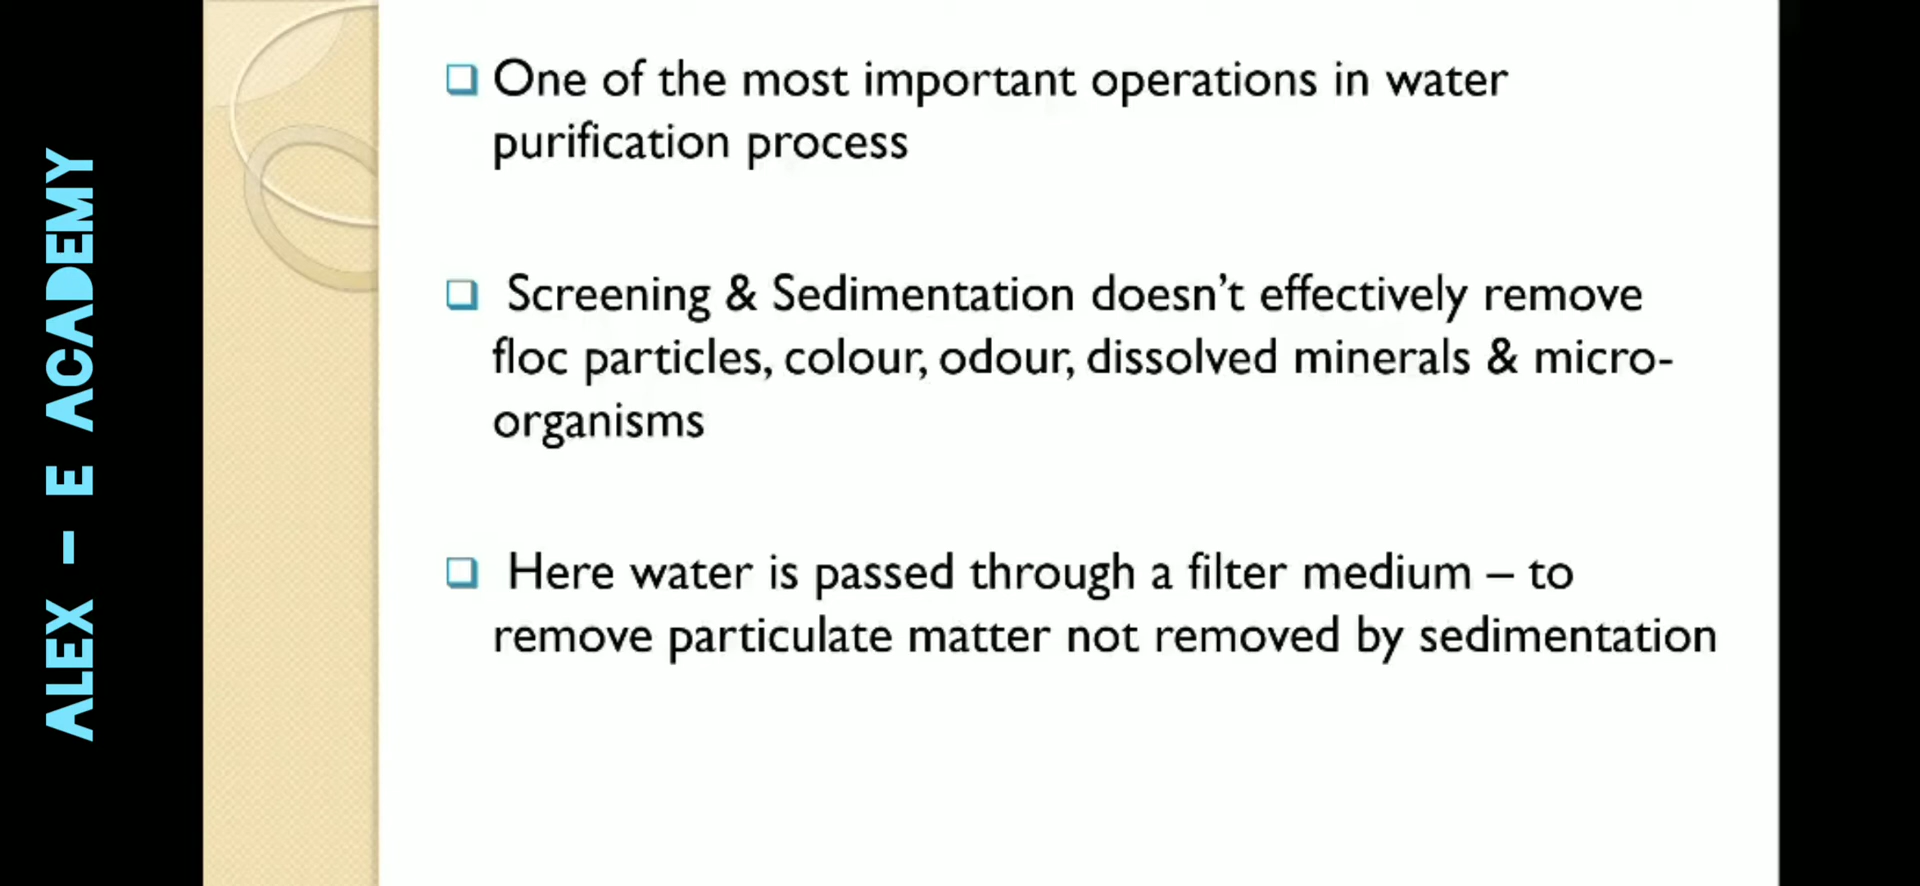 ALEX - E ACADEMY
One of the most important operations in water
purification process
Screening & Sedimentation doesn't effectively remove
floc particles, colour, odour, dissolved minerals & micro-
organisms
Here water is passed through a filter medium – to
remove particulate matter not removed by sedimentation